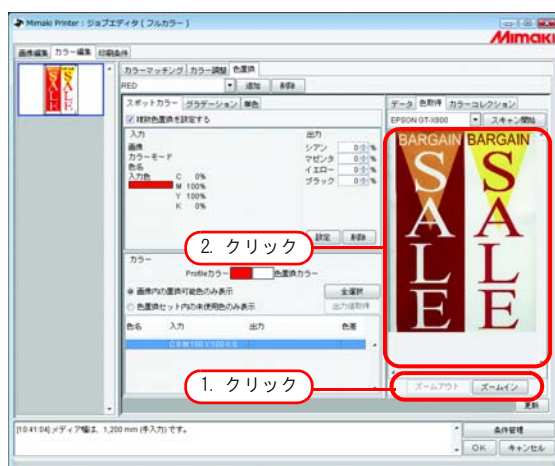 Mimaki Printer : ジョブエディタ ( フルカラー )
Mimaki
画像編集 カラー編集 印刷条件
カラーマッチング カラー調整 色置換
RED 追加 削除
スポットカラー グラデーション 単色
データ 色取得 カラーコレクション
複数色置換を設定する
EPSON GT-X900 スキャン開始
入力 出力
画像
カラーモード
色名
入力色 C 0%
M 100%
Y 100%
K 0%
シアン 0 %
マゼンタ 0 %
イエロー 0 %
ブラック 0 %
設定 削除
BARGAIN BARGAIN
SALE SALE
SALE SALE
2. クリック
カラー
Profileカラー 色置換カラー
画像内の置換可能色のみ表示 全選択
色置換セット内の未使用色のみ表示 出力値取得
色名 入力 出力 色差
C 0 M 100 Y 100 K 0
1. クリック
ズームアウト ズームイン
更新
[10:41:04] メディア幅は、1,200 mm (手入力) です。
条件管理
OK キャンセル